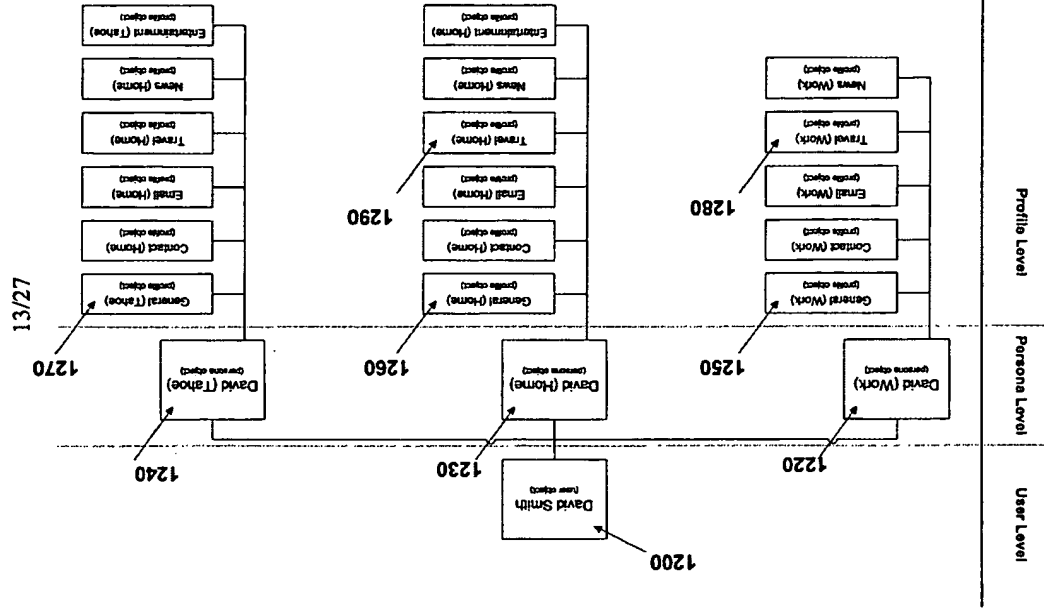 13/27
User Level
1200
David Smith
(user object)
Persona Level
1220
David (Work)
(persona object)
1230
David (Home)
(persona object)
1240
David (Tahoe)
(persona object)
Profile Level
1250
General (Work)
(profile object)
Contact (Work)
(profile object)
Email (Work)
(profile object)
1280
Travel (Work)
(profile object)
News (Work)
(profile object)
1260
General (Home)
(profile object)
Contact (Home)
(profile object)
Email (Home)
(profile object)
1290
Travel (Home)
(profile object)
News (Home)
(profile object)
Entertainment (Home)
(profile object)
1270
General (Tahoe)
(profile object)
Contact (Home)
(profile object)
Email (Home)
(profile object)
Travel (Home)
(profile object)
News (Home)
(profile object)
Entertainment (Tahoe)
(profile object)